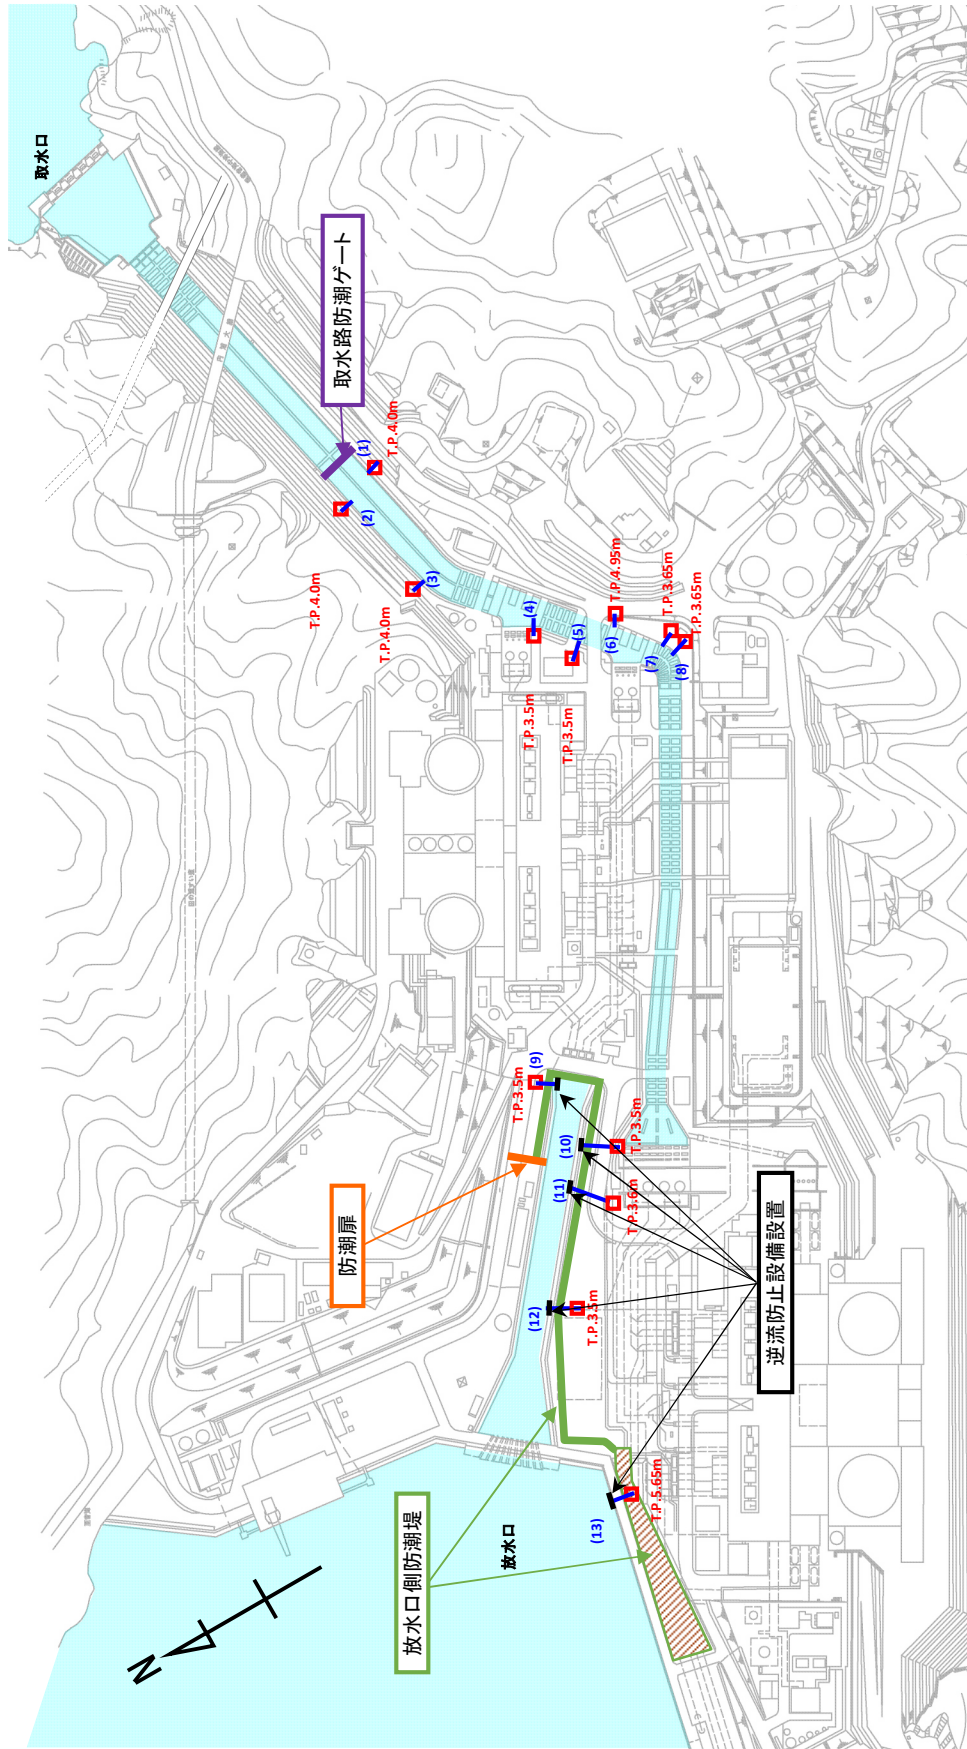 取水口
取水路防潮ゲート
(1)
T.P.4.0m
(2)
T.P.4.0m
(3)
T.P.4.0m
(4)
T.P.3.5m
(5)
T.P.3.5m
(6)
T.P.4.95m
(7)
T.P.3.65m
(8)
T.P.3.65m
(9)
T.P.3.5m
(10)
T.P.3.5m
(11)
T.P.3.6m
(12)
T.P.3.5m
(13)
T.P.5.65m
防潮扉
逆流防止設備設置
放水口側防潮堤
放水口
N